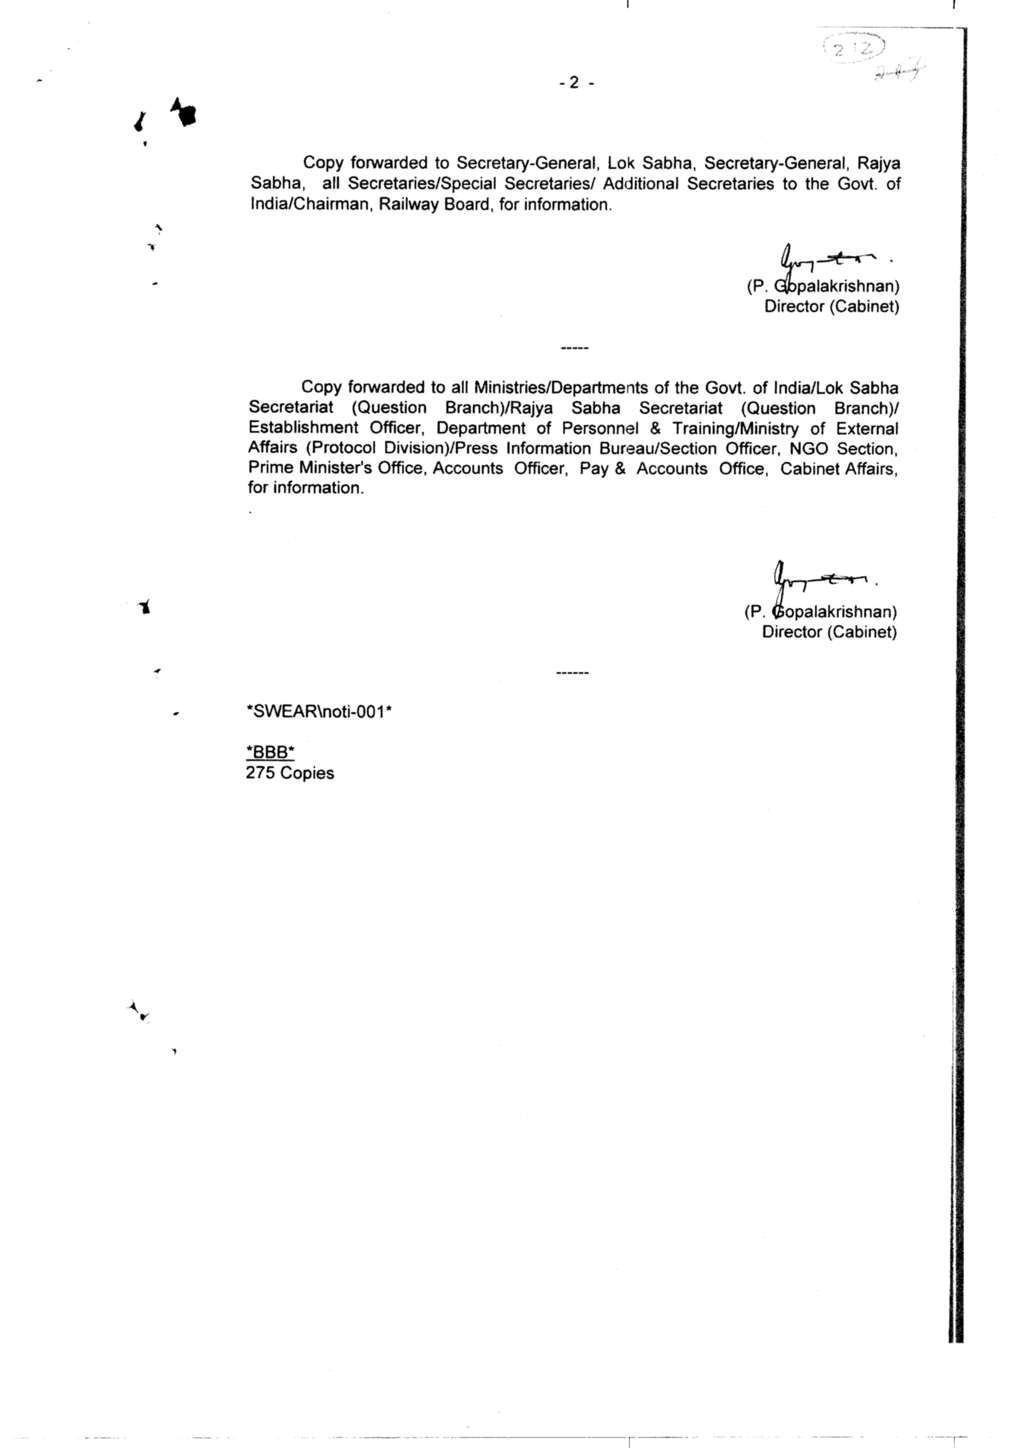 212
- 2 -
Copy forwarded to Secretary-General, Lok Sabha, Secretary-General, Rajya
Sabha, all Secretaries/Special Secretaries/ Additional Secretaries to the Govt. of
India/Chairman, Railway Board, for information.
(P. Gopalakrishnan)
Director (Cabinet)
-----
Copy forwarded to all Ministries/Departments of the Govt. of India/Lok Sabha
Secretariat (Question Branch)/Rajya Sabha Secretariat (Question Branch)/
Establishment Officer, Department of Personnel & Training/Ministry of External
Affairs (Protocol Division)/Press Information Bureau/Section Officer, NGO Section,
Prime Minister's Office, Accounts Officer, Pay & Accounts Office, Cabinet Affairs,
for information.
(P. Gopalakrishnan)
Director (Cabinet)
------
*SWEAR\noti-001*
*BBB*
275 Copies